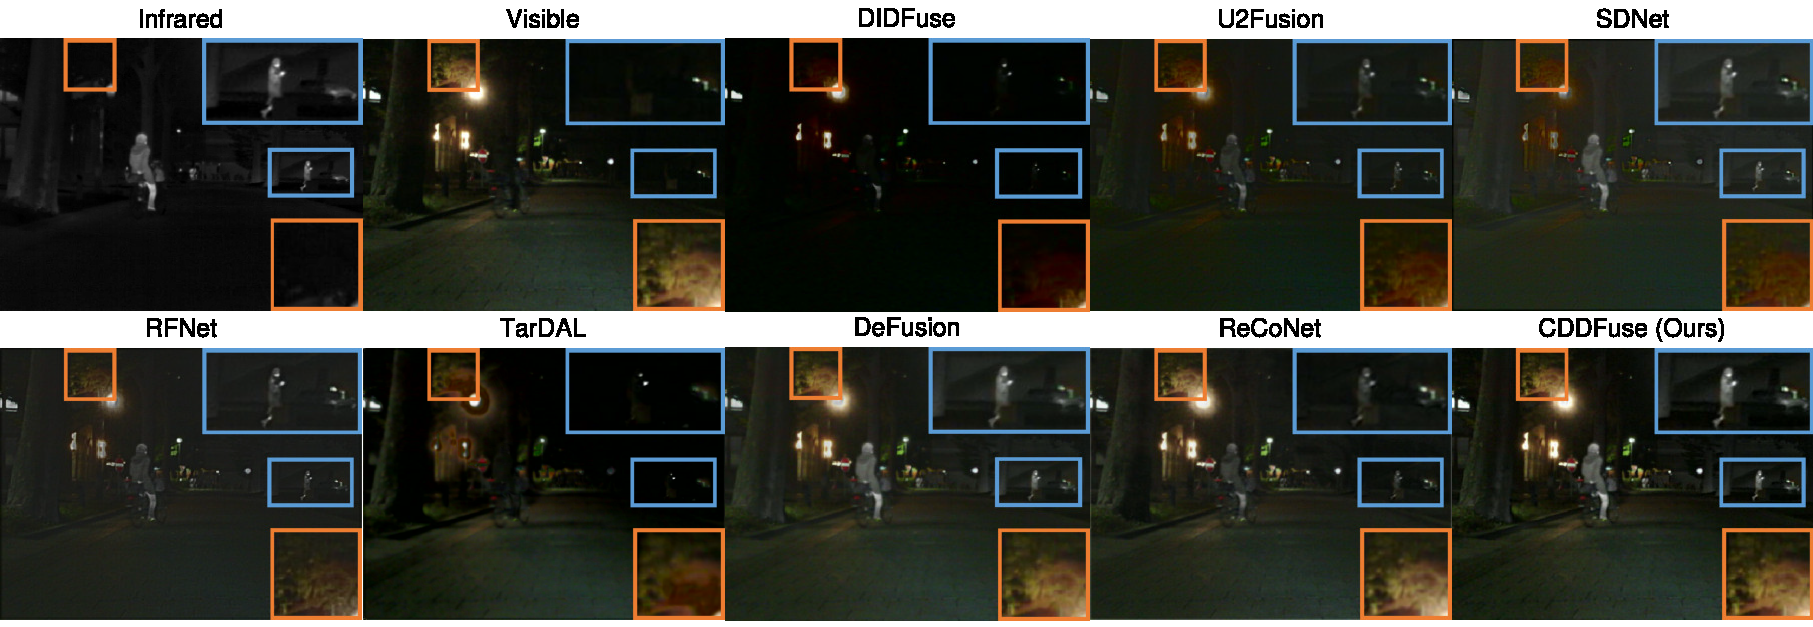 Infrared Visible DIDFuse U2Fusion SDNet
RFNet TarDAL DeFusion ReCoNet CDDFuse (Ours)